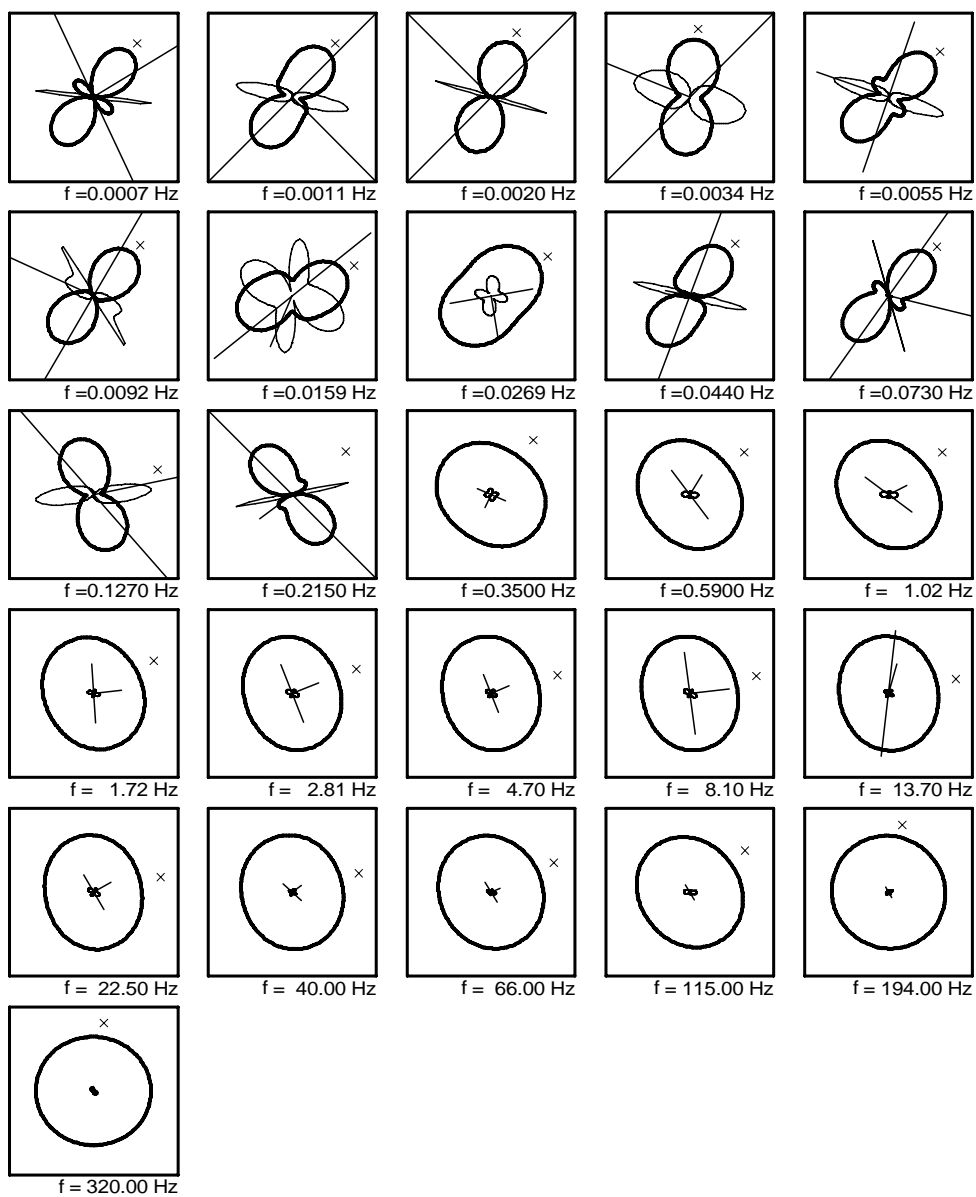 f =0.0007 Hz f =0.0011 Hz f =0.0020 Hz f =0.0034 Hz f =0.0055 Hz
f =0.0092 Hz f =0.0159 Hz f =0.0269 Hz f =0.0440 Hz f =0.0730 Hz
f =0.1270 Hz f =0.2150 Hz f =0.3500 Hz f =0.5900 Hz f = 1.02 Hz
f = 1.72 Hz f = 2.81 Hz f = 4.70 Hz f = 8.10 Hz f = 13.70 Hz
f = 22.50 Hz f = 40.00 Hz f = 66.00 Hz f = 115.00 Hz f = 194.00 Hz
f = 320.00 Hz